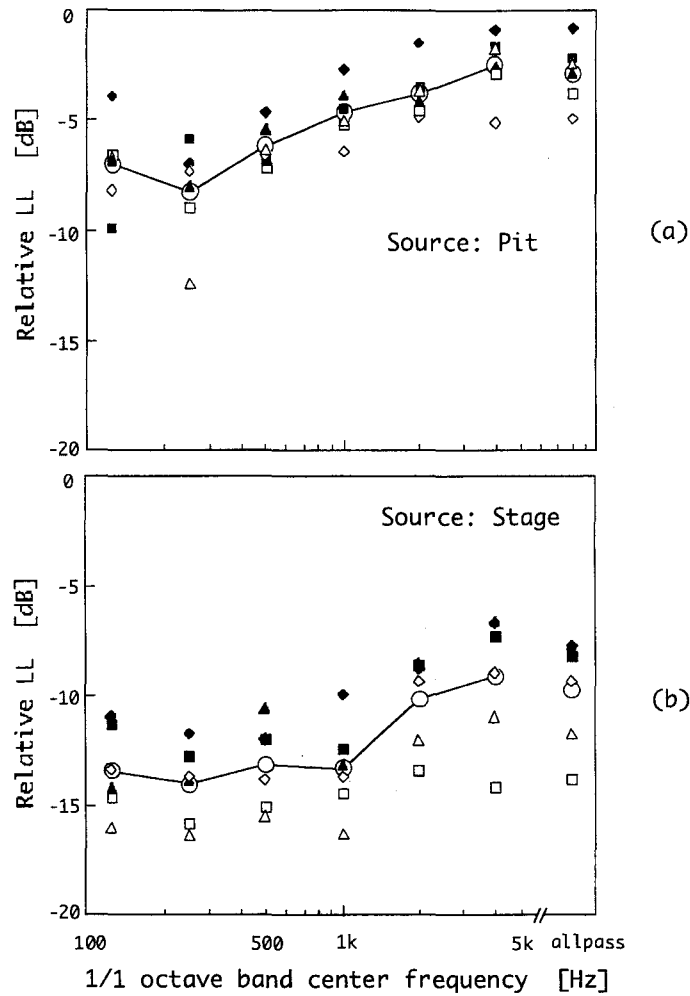 0
-5
-10
-15
-20
Relative LL [dB]
Source: Pit
(a)
0
-5
-10
-15
-20
Relative LL [dB]
Source: Stage
(b)
100 500 1k 5k allpass
1/1 octave band center frequency [Hz]